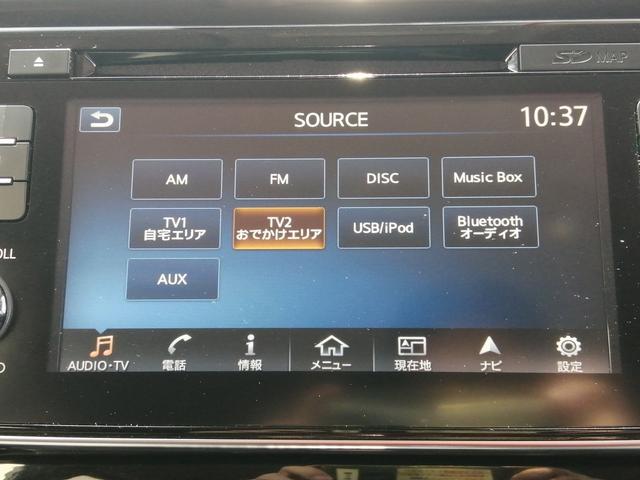 SD MAP
SOURCE
10:37
AM
FM
DISC
Music Box
TV1
自宅エリア
TV2
おでかけエリア
USB/iPod
Bluetooth
オーディオ
AUX
AUDIO・TV
電話
情報
メニュー
現在地
ナビ
設定